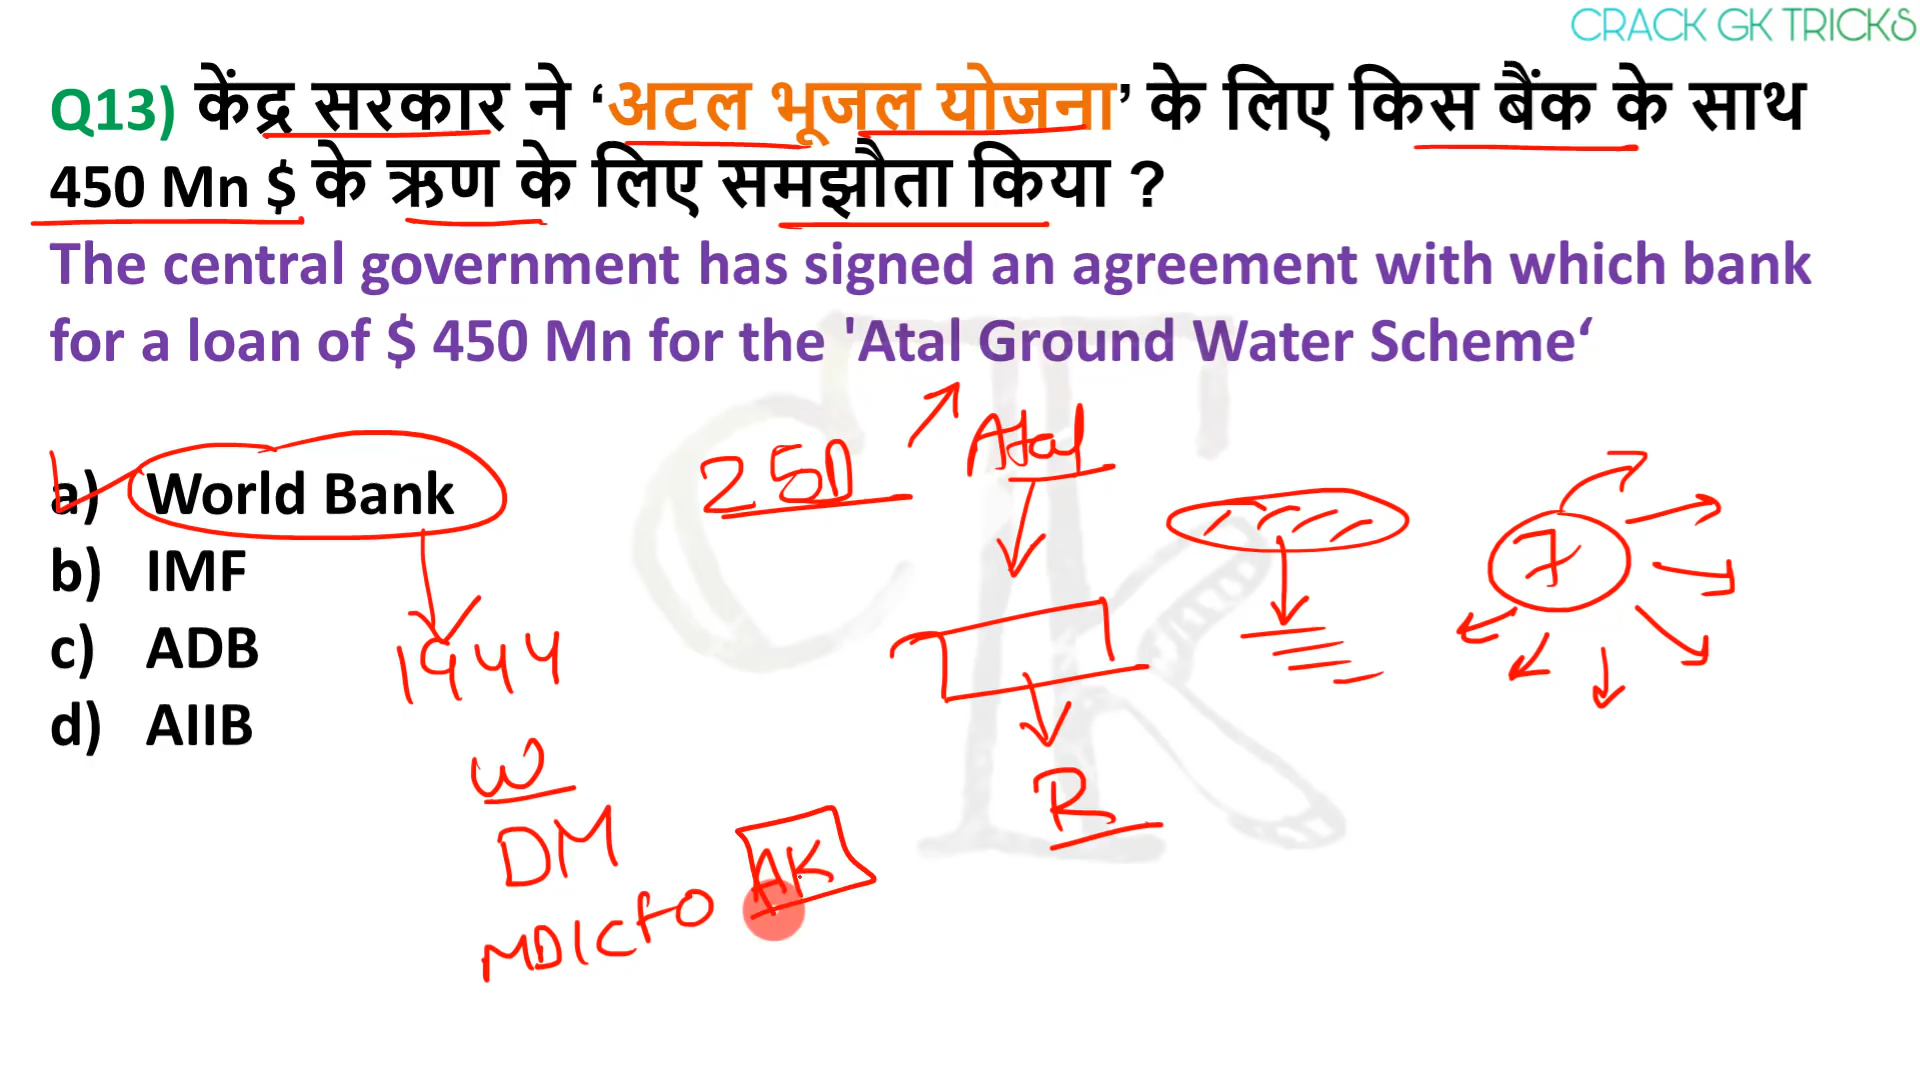 CRACK GK TRICKS
Q13) केंद्र सरकार ने ‘अटल भूजल योजना’ के लिए किस बैंक के साथ
450 Mn $ के ऋण के लिए समझौता किया ?
The central government has signed an agreement with which bank
for a loan of $ 450 Mn for the 'Atal Ground Water Scheme‘
a) World Bank
b) IMF
c) ADB
d) AIIB
1944
W
DM
MD/CFO
AK
25D
Atal
R
7